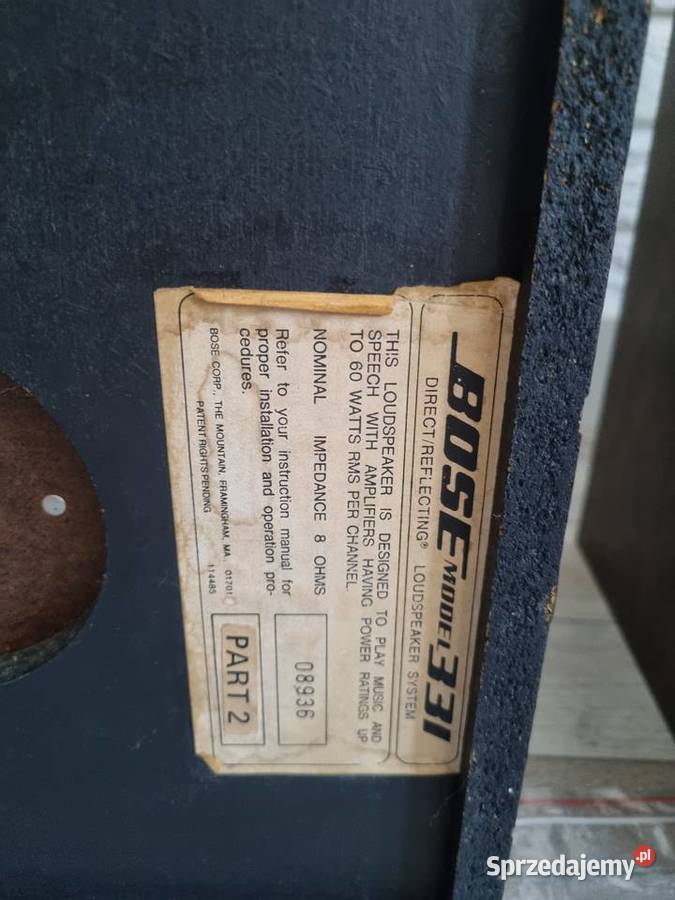 BOSE MODEL 331
DIRECT/REFLECTING® LOUDSPEAKER SYSTEM
THIS LOUDSPEAKER IS DESIGNED TO PLAY MUSIC AND
SPEECH WITH AMPLIFIERS HAVING POWER RATINGS UP
TO 60 WATTS RMS PER CHANNEL.
NOMINAL IMPEDANCE 8 OHMS
Refer to your instruction manual for
proper installation and operation pro-
cedures.
08936
PART 2
BOSE CORP., THE MOUNTAIN, FRAMINGHAM, MA 01701
PATENT RIGHTS PENDING
114485
Sprzedajemy.pl